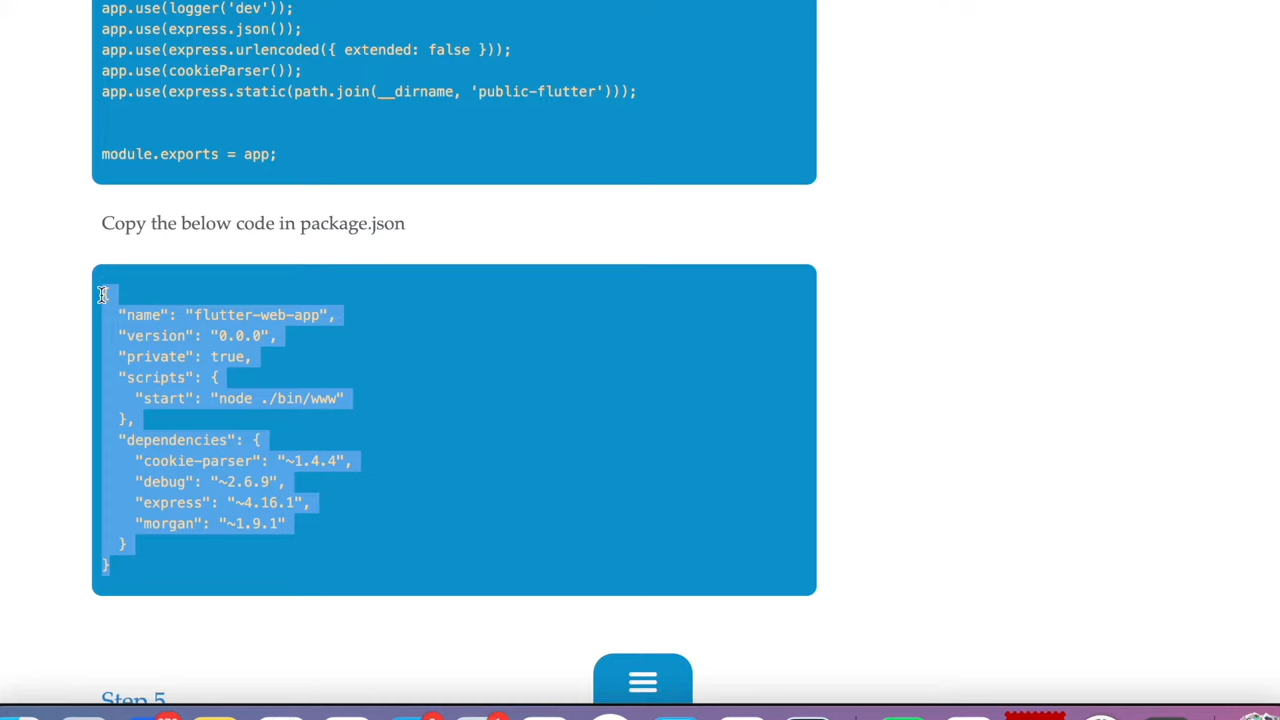 app.use(logger('dev'));
app.use(express.json());
app.use(express.urlencoded({ extended: false }));
app.use(cookieParser());
app.use(express.static(path.join(__dirname, 'public-flutter')));
module.exports = app;
Copy the below code in package.json
{
"name": "flutter-web-app",
"version": "0.0.0",
"private": true,
"scripts": {
"start": "node ./bin/www"
},
"dependencies": {
"cookie-parser": "~1.4.4",
"debug": "~2.6.9",
"express": "~4.16.1",
"morgan": "~1.9.1"
}
}
Step 5